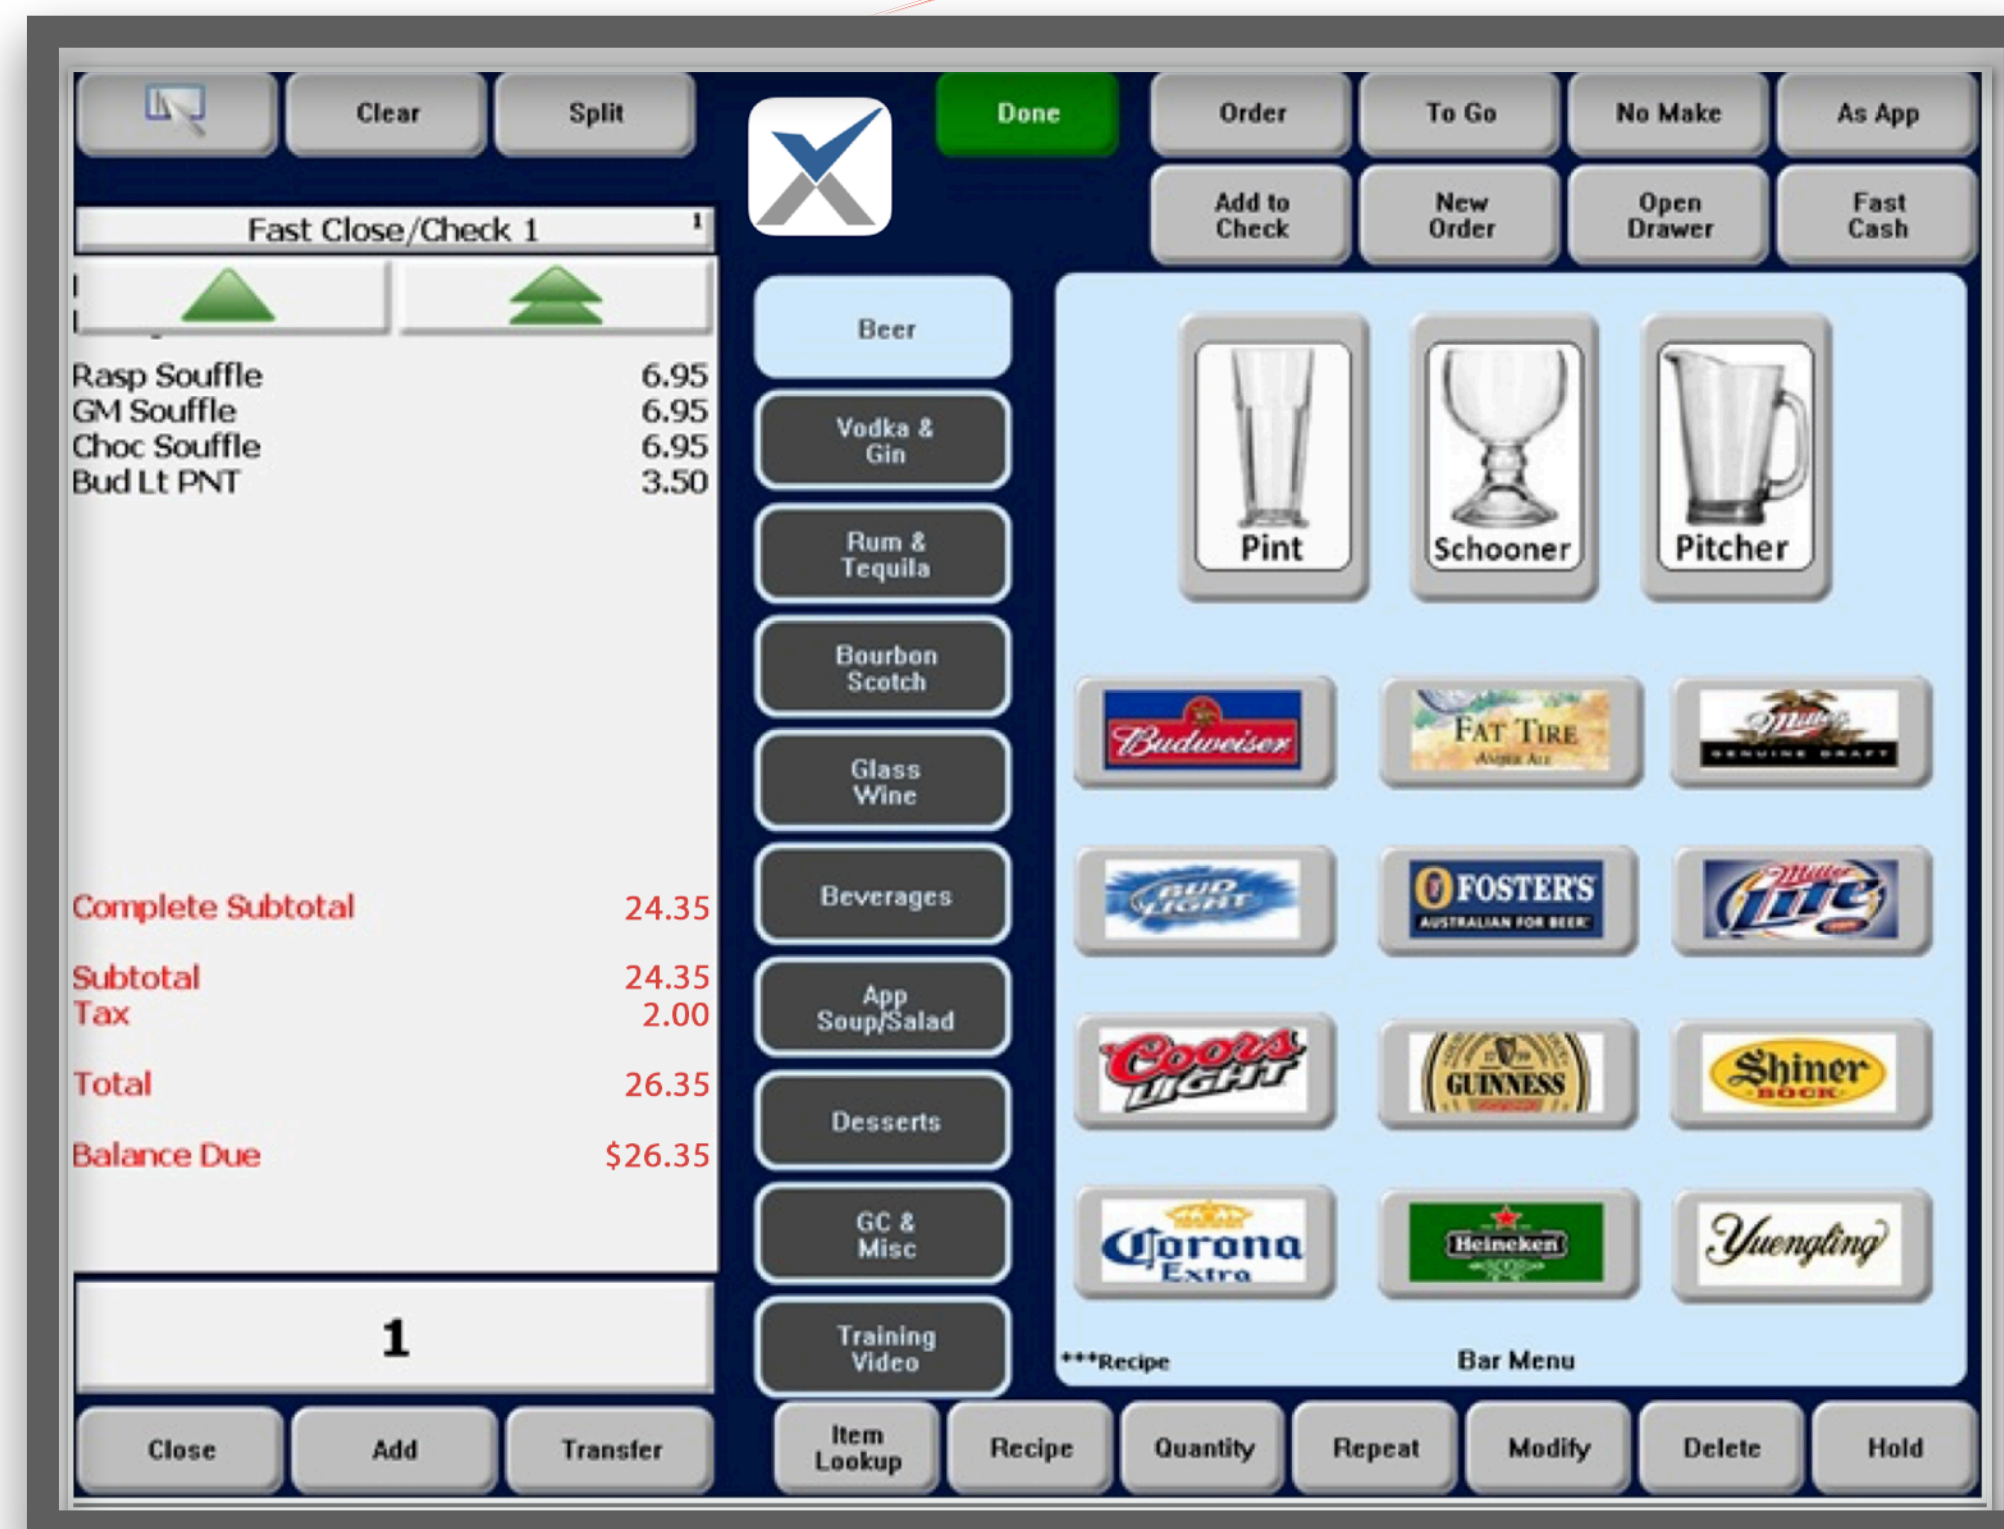 Clear
Split
Done
Order
To Go
No Make
As App
Add to
Check
New
Order
Open
Drawer
Fast
Cash
Fast Close/Check 1
1
Rasp Souffle 6.95
GM Souffle 6.95
Choc Souffle 6.95
Bud Lt PNT 3.50
Complete Subtotal 24.35
Subtotal 24.35
Tax 2.00
Total 26.35
Balance Due $26.35
1
Close
Add
Transfer
Beer
Vodka &
Gin
Rum &
Tequila
Bourbon
Scotch
Glass
Wine
Beverages
App
Soup/Salad
Desserts
GC &
Misc
Training
Video
Pint
Schooner
Pitcher
Budweiser
FAT TIRE
AMBER ALE
Miller
GENUINE DRAFT
BUD
LIGHT
FOSTER'S
AUSTRALIAN FOR BEER
Miller
Lite
Coors
LIGHT
GUINNESS
Shiner
BOCK
Corona
Extra
Heineken
Yuengling
***Recipe
Bar Menu
Item
Lookup
Recipe
Quantity
Repeat
Modify
Delete
Hold